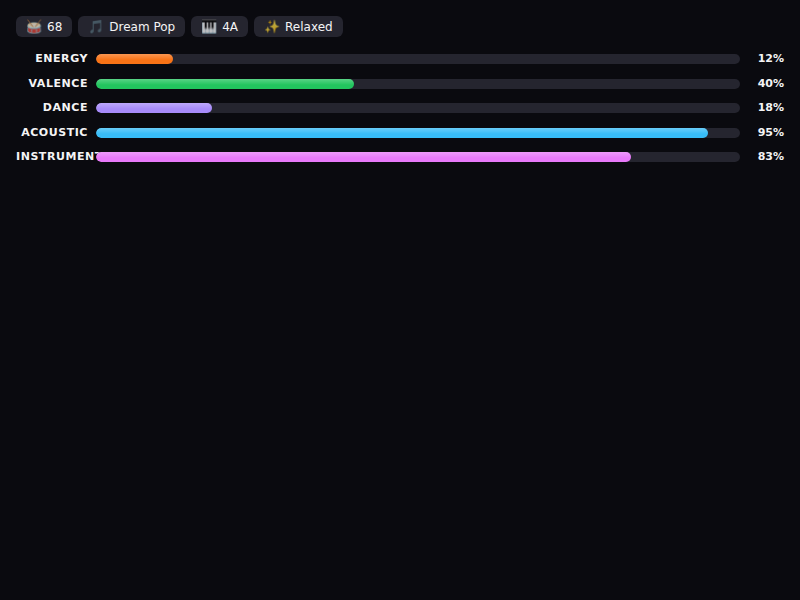 🥁 68 🎵 Dream Pop 🎹 4A ✨ Relaxed
ENERGY 12%
VALENCE 40%
DANCE 18%
ACOUSTIC 95%
INSTRUMENT 83%